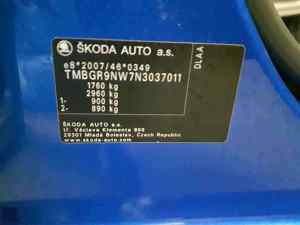 ŠKODA AUTO a.s.
e8*2007/46*0349
TMBGR9NW7N3037011
1760 kg
2960 kg
1- 900 kg
2- 890 kg
DLAA
ŠKODA AUTO a.s.
tř. Václava Klementa 869
29301 Mladá Boleslav, Czech Republic
www.skoda-auto.com